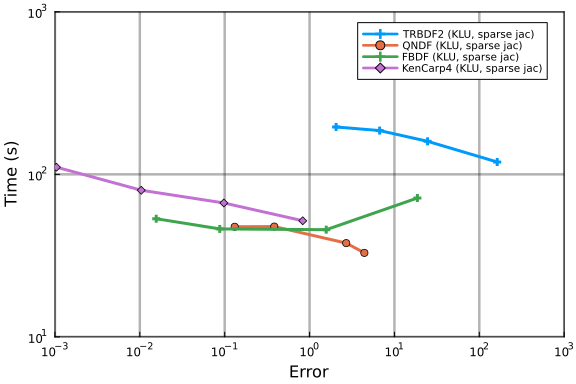 10³
TRBDF2 (KLU, sparse jac)
QNDF (KLU, sparse jac)
FBDF (KLU, sparse jac)
KenCarp4 (KLU, sparse jac)
Time (s)
10²
10¹
10⁻³ 10⁻² 10⁻¹ 10⁰ 10¹ 10² 10³
Error